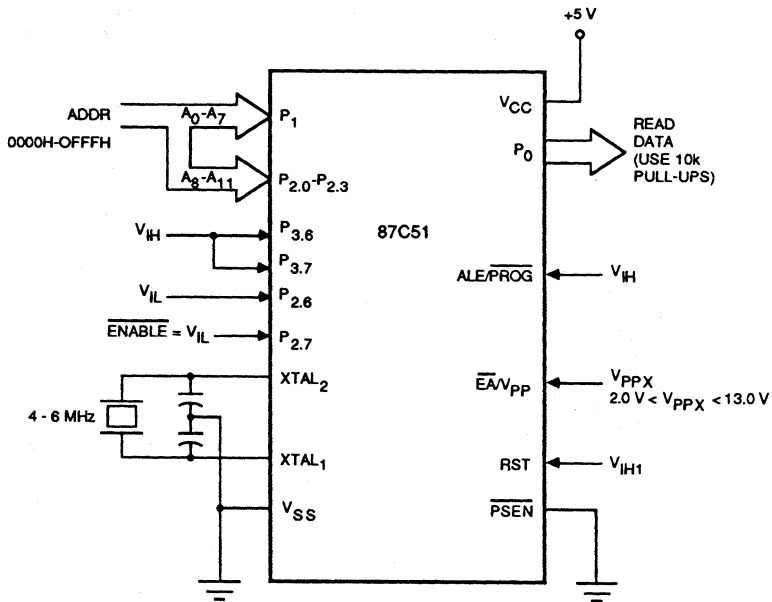 +5 V
ADDR
0000H-OFFFH
A0-A7
A8-A11
P1
P2.0-P2.3
VIH
P3.6
P3.7
VIL
P2.6
ENABLE = VIL
P2.7
4 - 6 MHz
XTAL2
XTAL1
VSS
87C51
VCC
P0
READ
DATA
(USE 10k
PULL-UPS)
ALE/PROG
VIH
EA/VPP
VPPX
2.0 V < VPPX < 13.0 V
RST
VIH1
PSEN